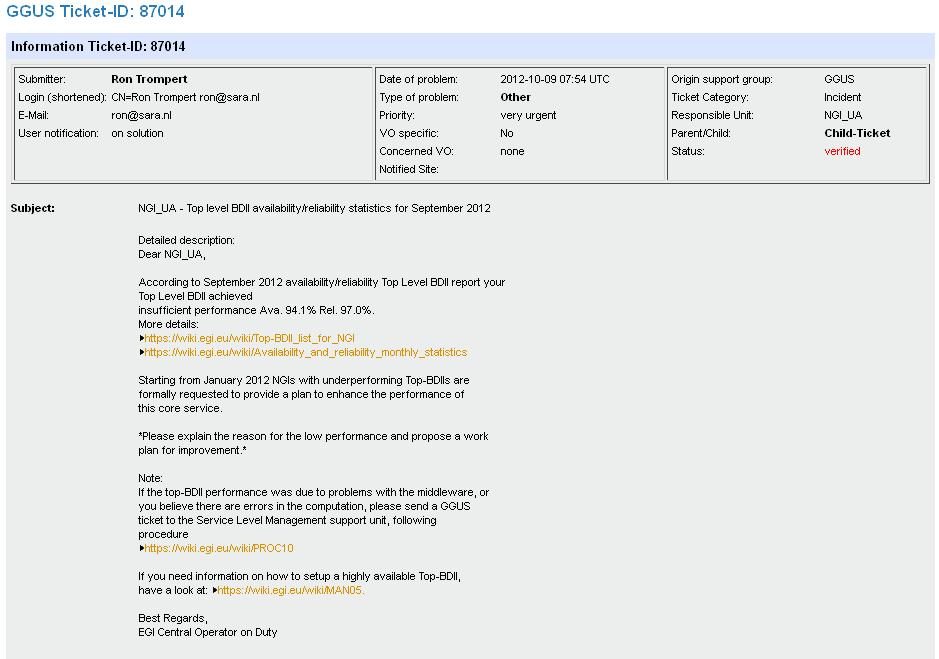 GGUS Ticket-ID: 87014
Information Ticket-ID: 87014
Submitter: Ron Trompert
Login (shortened): CN=Ron Trompert ron@sara.nl
E-Mail: ron@sara.nl
User notification: on solution
Date of problem: 2012-10-09 07:54 UTC
Type of problem: Other
Priority: very urgent
VO specific: No
Concerned VO: none
Notified Site:
Origin support group: GGUS
Ticket Category: Incident
Responsible Unit: NGI_UA
Parent/Child: Child-Ticket
Status: verified
Subject: NGI_UA - Top level BDII availability/reliability statistics for September 2012
Detailed description:
Dear NGI_UA,
According to September 2012 availability/reliability Top Level BDII report your
Top Level BDII achieved
insufficient performance Ava. 94.1% Rel. 97.0%.
More details:
https://wiki.egi.eu/wiki/Top-BDII_list_for_NGI
https://wiki.egi.eu/wiki/Availability_and_reliability_monthly_statistics
Starting from January 2012 NGIs with underperforming Top-BDIIs are
formally requested to provide a plan to enhance the performance of
this core service.
*Please explain the reason for the low performance and propose a work
plan for improvement.*
Note:
If the top-BDII performance was due to problems with the middleware, or
you believe there are errors in the computation, please send a GGUS
ticket to the Service Level Management support unit, following
procedure
https://wiki.egi.eu/wiki/PROC10
If you need information on how to setup a highly available Top-BDII,
have a look at: https://wiki.egi.eu/wiki/MAN05.
Best Regards,
EGI Central Operator on Duty